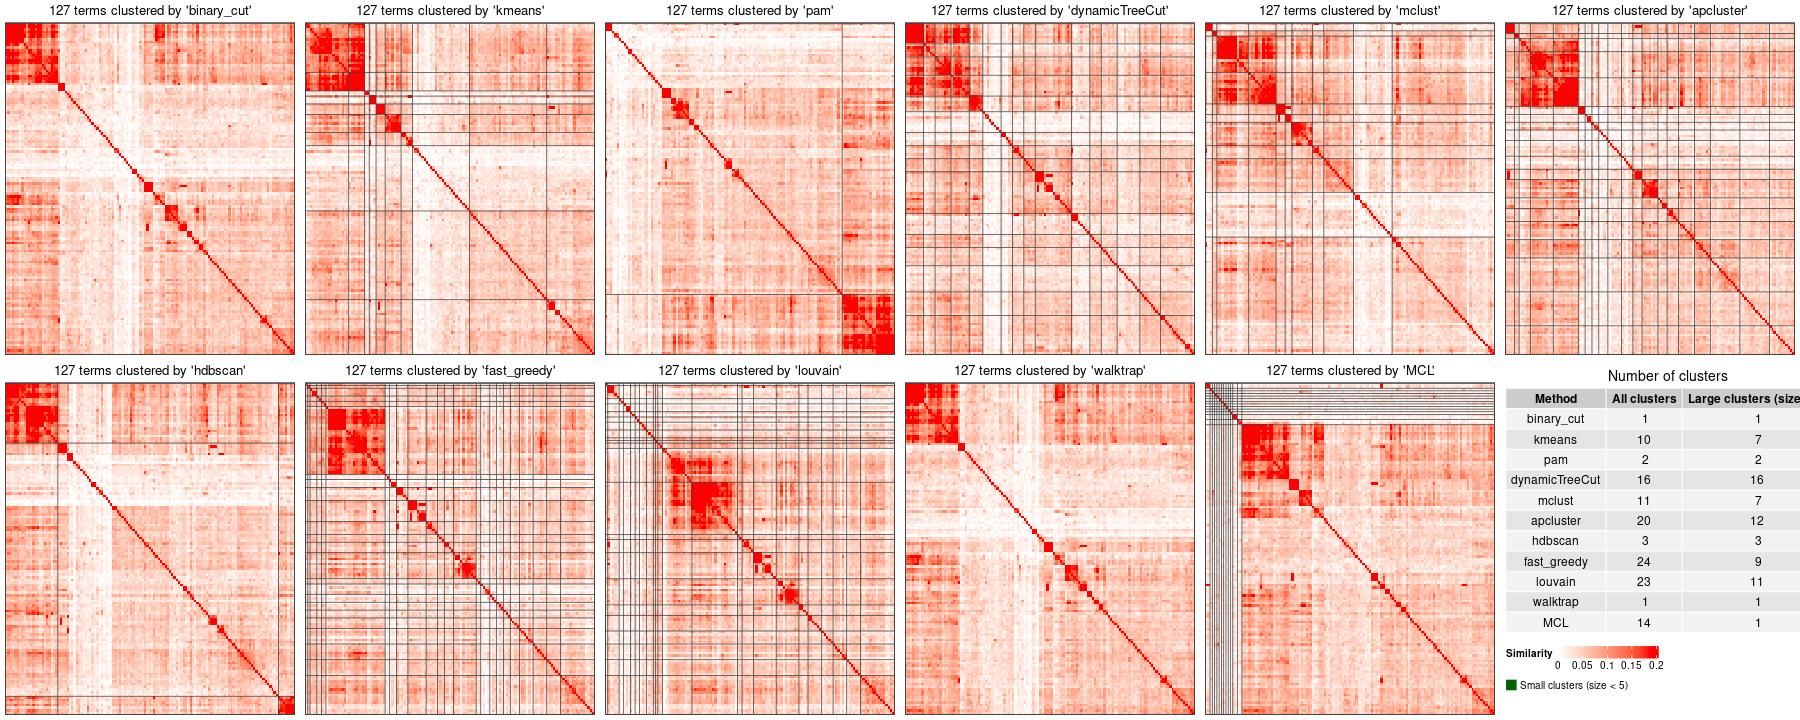 127 terms clustered by 'binary_cut'
127 terms clustered by 'kmeans'
127 terms clustered by 'pam'
127 terms clustered by 'dynamicTreeCut'
127 terms clustered by 'mclust'
127 terms clustered by 'apcluster'
127 terms clustered by 'hdbscan'
127 terms clustered by 'fast_greedy'
127 terms clustered by 'louvain'
127 terms clustered by 'walktrap'
127 terms clustered by 'MCL'
Number of clusters
Method All clusters Large clusters (size
binary_cut 1 1
kmeans 10 7
pam 2 2
dynamicTreeCut 16 16
mclust 11 7
apcluster 20 12
hdbscan 3 3
fast_greedy 24 9
louvain 23 11
walktrap 1 1
MCL 14 1
Similarity
0 0.05 0.1 0.15 0.2
Small clusters (size < 5)